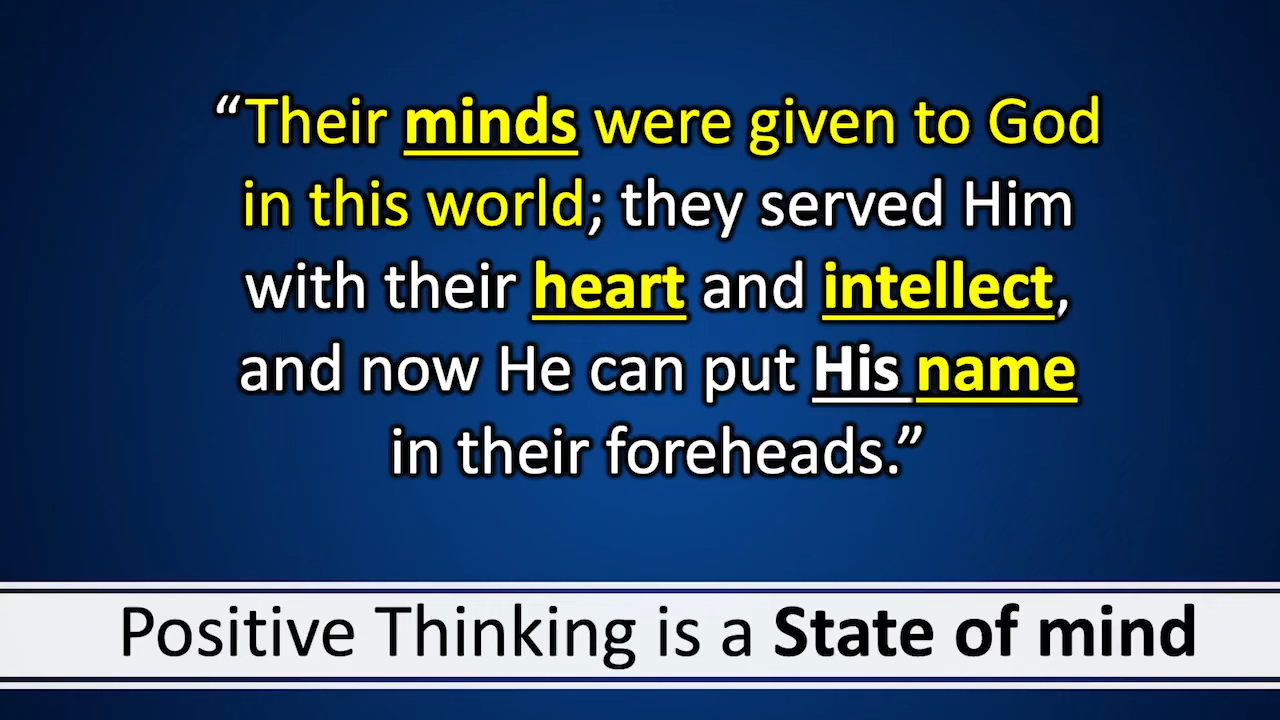 “Their minds were given to God
in this world; they served Him
with their heart and intellect,
and now He can put His name
in their foreheads.”
Positive Thinking is a State of mind